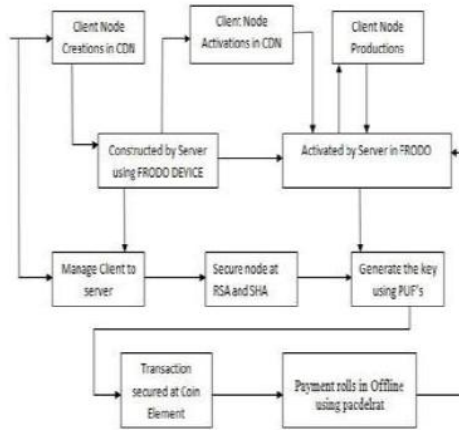 Client Node
Creations in CDN
Client Node
Activations in CDN
Client Node
Productions
Constructed by Server
using FRODO DEVICE
Activated by Server in FRODO
Manage Client to
server
Secure node at
RSA and SHA
Generate the key
using PUF's
Transaction
secured at Coin
Element
Payment rolls in Offline
using pacdelrat